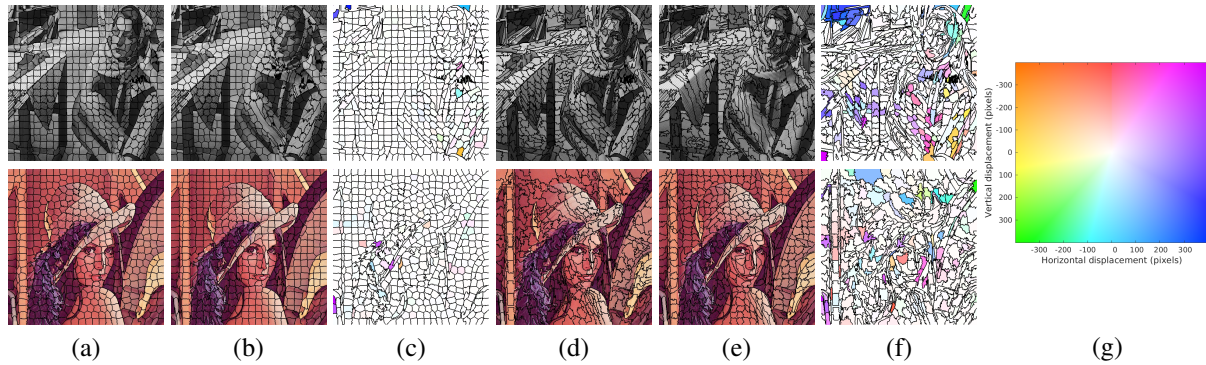 -300
-200
-100
0
100
200
300
Vertical displacement (pixels)
-300 -200 -100 0 100 200 300
Horizontal displacement (pixels)
(a) (b) (c) (d) (e) (f) (g)